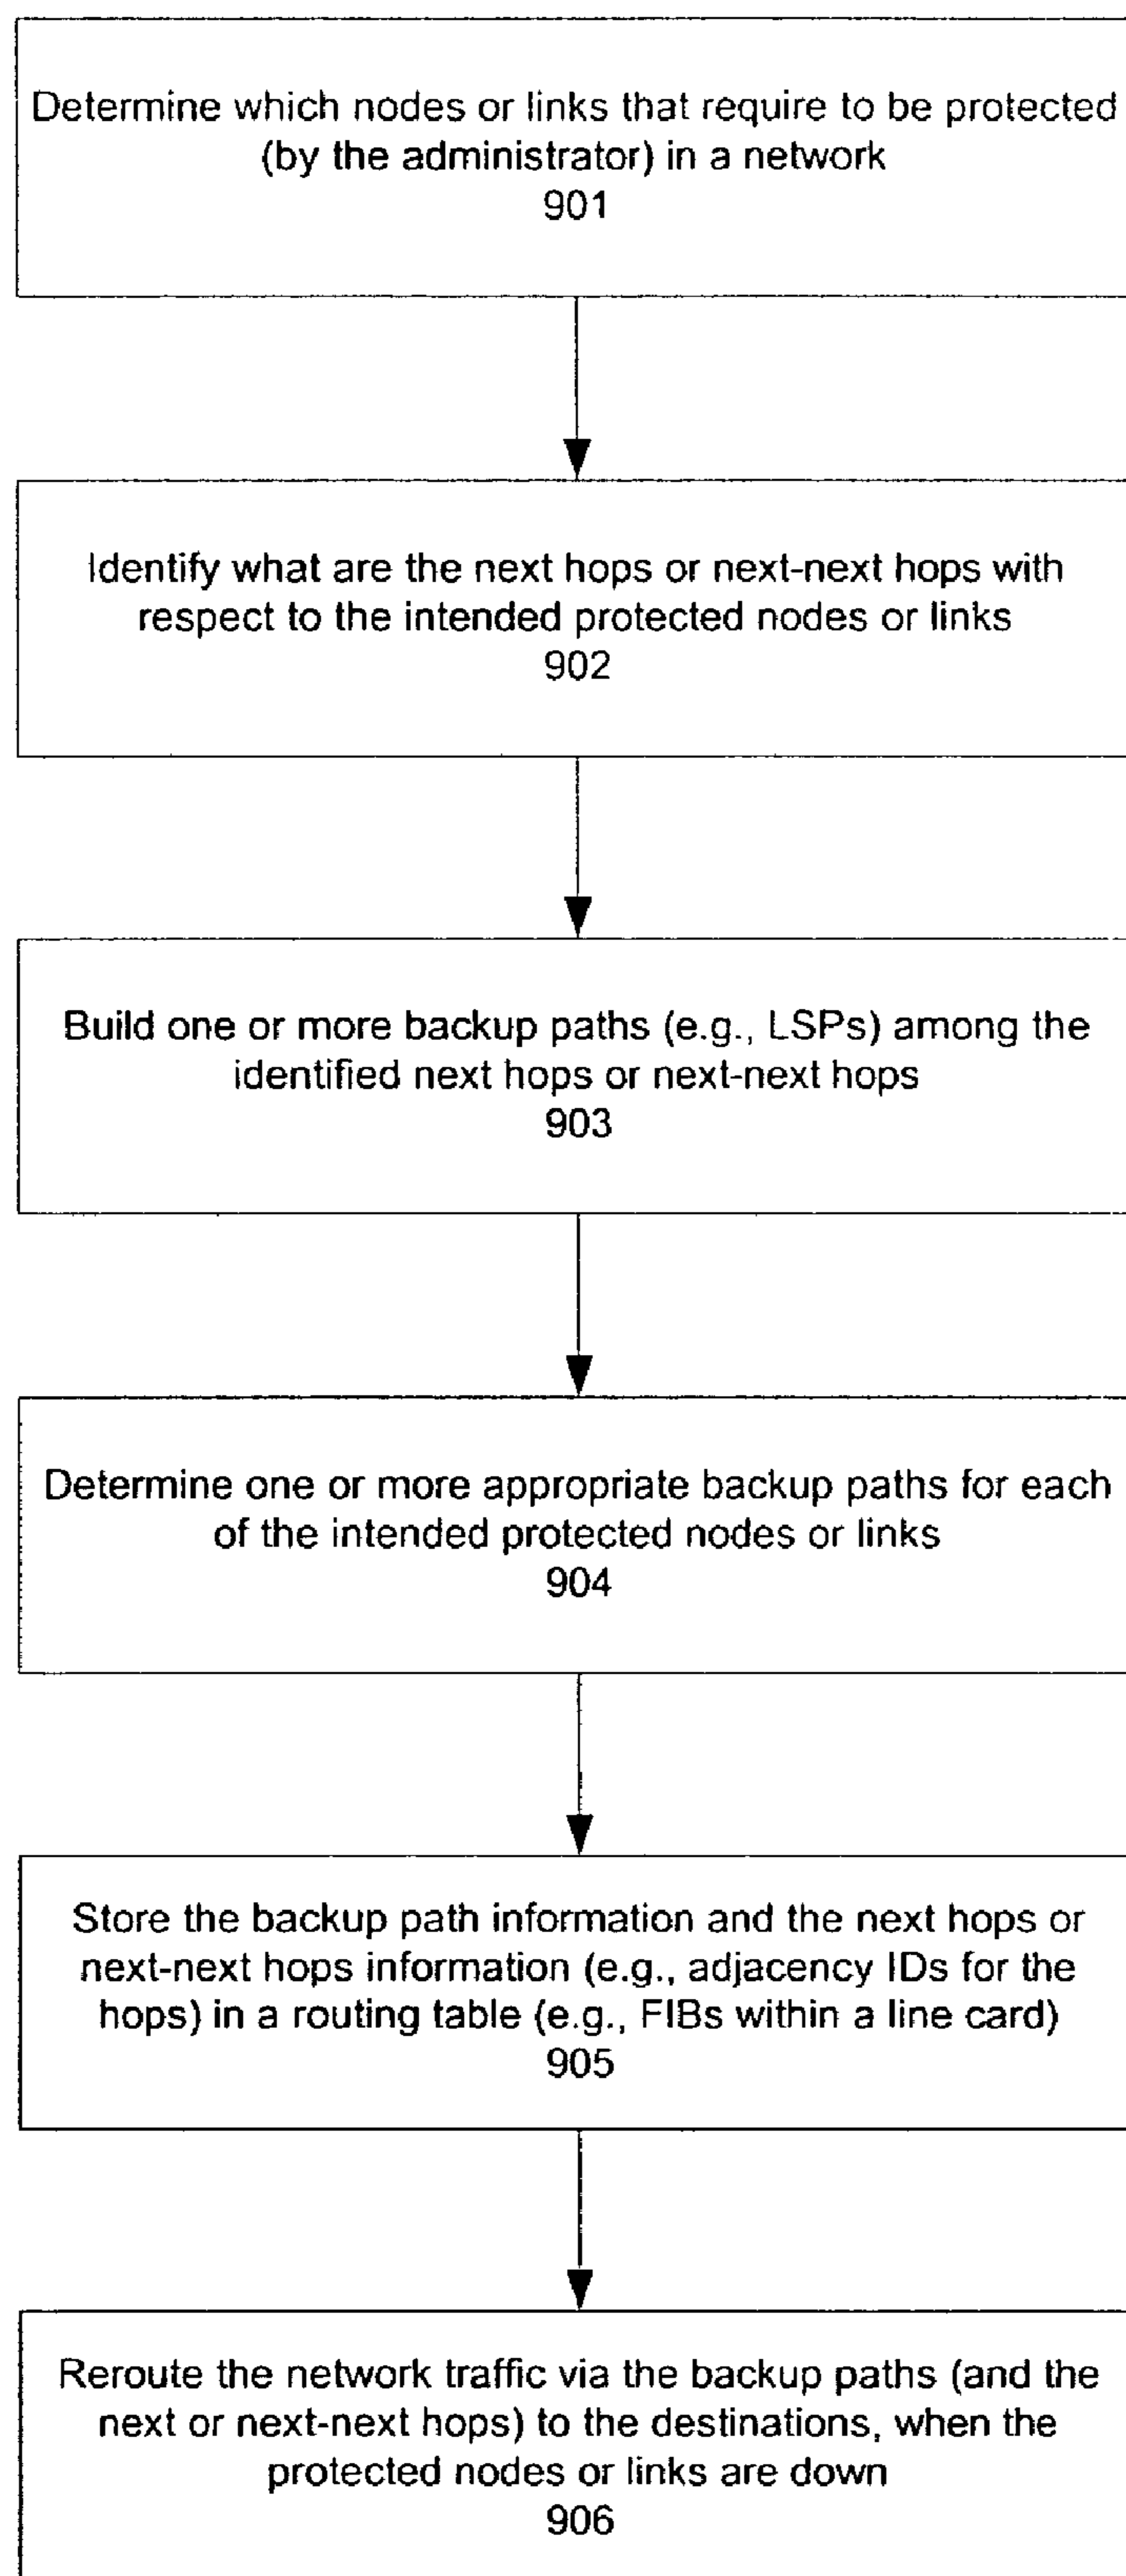 Determine which nodes or links that require to be protected
(by the administrator) in a network
901
Identify what are the next hops or next-next hops with
respect to the intended protected nodes or links
902
Build one or more backup paths (e.g., LSPs) among the
identified next hops or next-next hops
903
Determine one or more appropriate backup paths for each
of the intended protected nodes or links
904
Store the backup path information and the next hops or
next-next hops information (e.g., adjacency IDs for the
hops) in a routing table (e.g., FIBs within a line card)
905
Reroute the network traffic via the backup paths (and the
next or next-next hops) to the destinations, when the
protected nodes or links are down
906